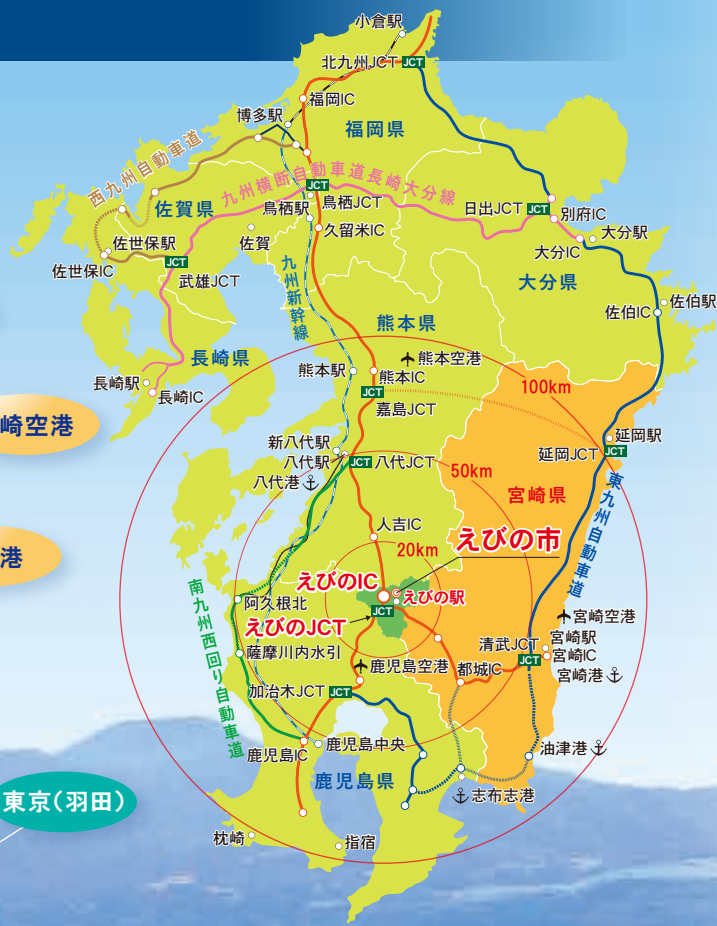 小倉駅
北九州JCT
JCT
福岡IC
博多駅
福岡県
西九州自動車道
九州横断自動車道長崎大分線
JCT
鳥栖駅
鳥栖JCT
佐賀県
佐賀
久留米IC
日出JCT
JCT
別府IC
大分駅
大分IC
佐世保駅
佐世保IC
JCT
武雄JCT
九州新幹線
大分県
佐伯駅
佐伯IC
熊本県
長崎県
熊本空港
熊本駅
熊本IC
100km
長崎駅
長崎IC
JCT
嘉島JCT
崎空港
新八代駅
八代駅
八代港
JCT
八代JCT
50km
延岡駅
延岡JCT
JCT
宮崎県
東九州自動車道
人吉IC
20km
えびの市
港
えびのIC
えびの駅
南九州西回り自動車道
阿久根北
JCT
えびのJCT
宮崎空港
清武JCT
宮崎駅
JCT
宮崎IC
宮崎港
薩摩川内水引
鹿児島空港
都城IC
加治木JCT
JCT
鹿児島IC
鹿児島中央
油津港
鹿児島県
志布志港
東京(羽田)
枕崎
指宿